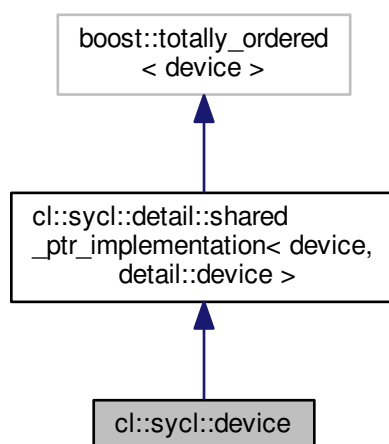 boost::totally_ordered
< device >
cl::sycl::detail::shared
_ptr_implementation< device,
detail::device >
cl::sycl::device